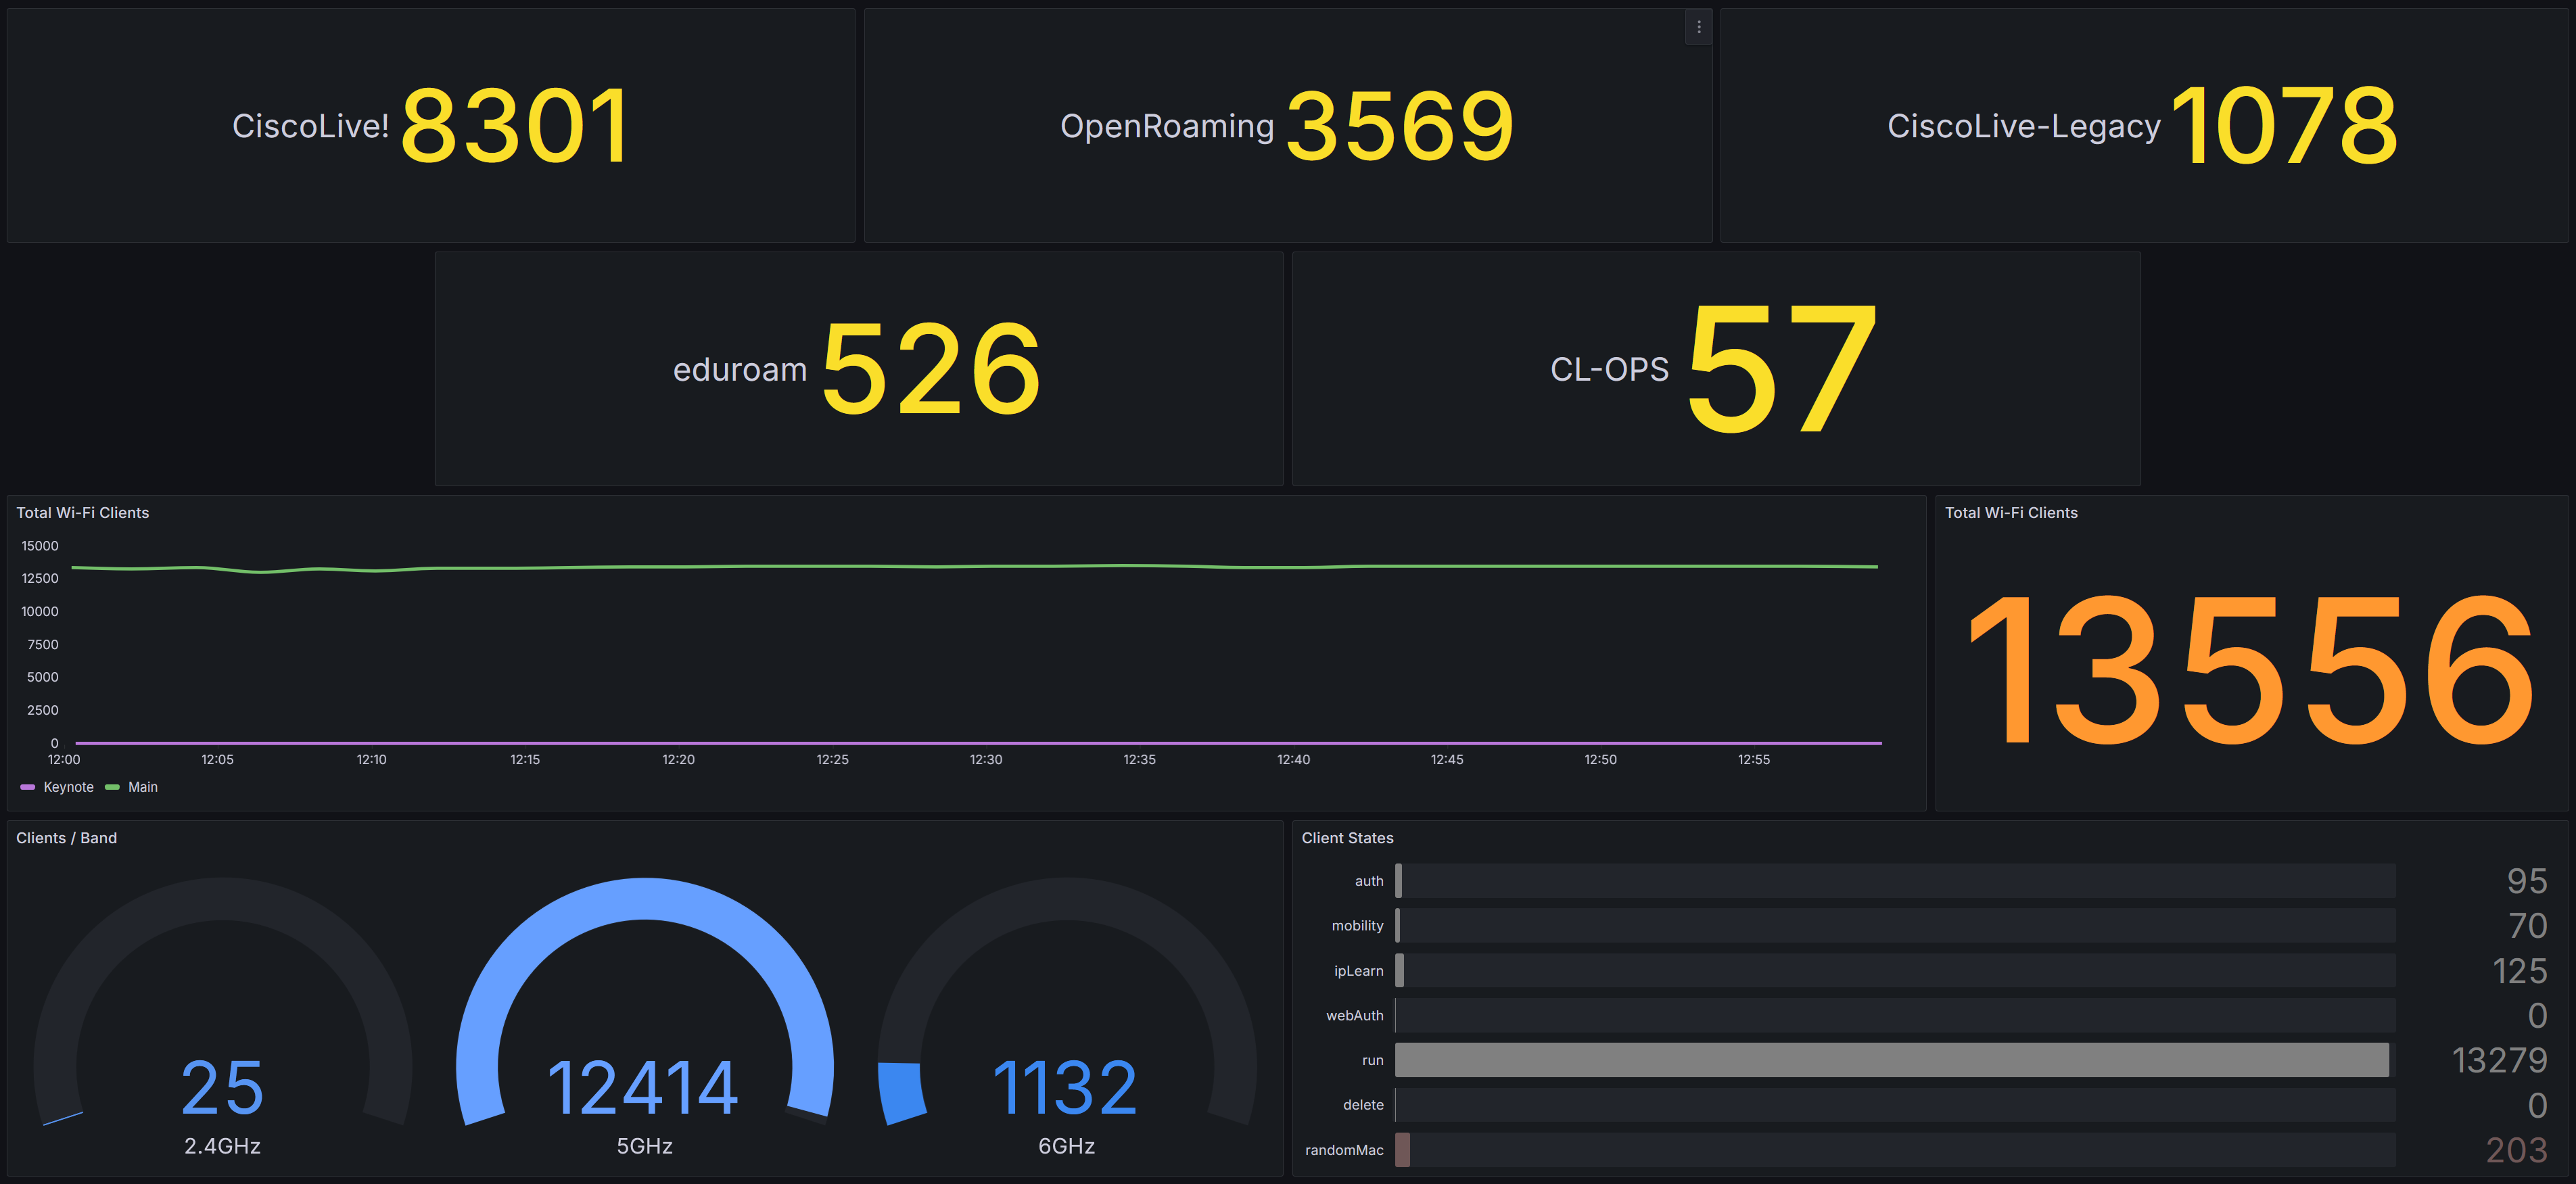 CiscoLive! 8301
OpenRoaming 3569
CiscoLive-Legacy 1078
eduroam 526
CL-OPS 57
Total Wi-Fi Clients
15000
12500
10000
7500
5000
2500
0
12:00 12:05 12:10 12:15 12:20 12:25 12:30 12:35 12:40 12:45 12:50 12:55
Keynote Main
Total Wi-Fi Clients
13556
Clients / Band
25
2.4GHz
12414
5GHz
1132
6GHz
Client States
auth 95
mobility 70
ipLearn 125
webAuth 0
run 13279
delete 0
randomMac 203